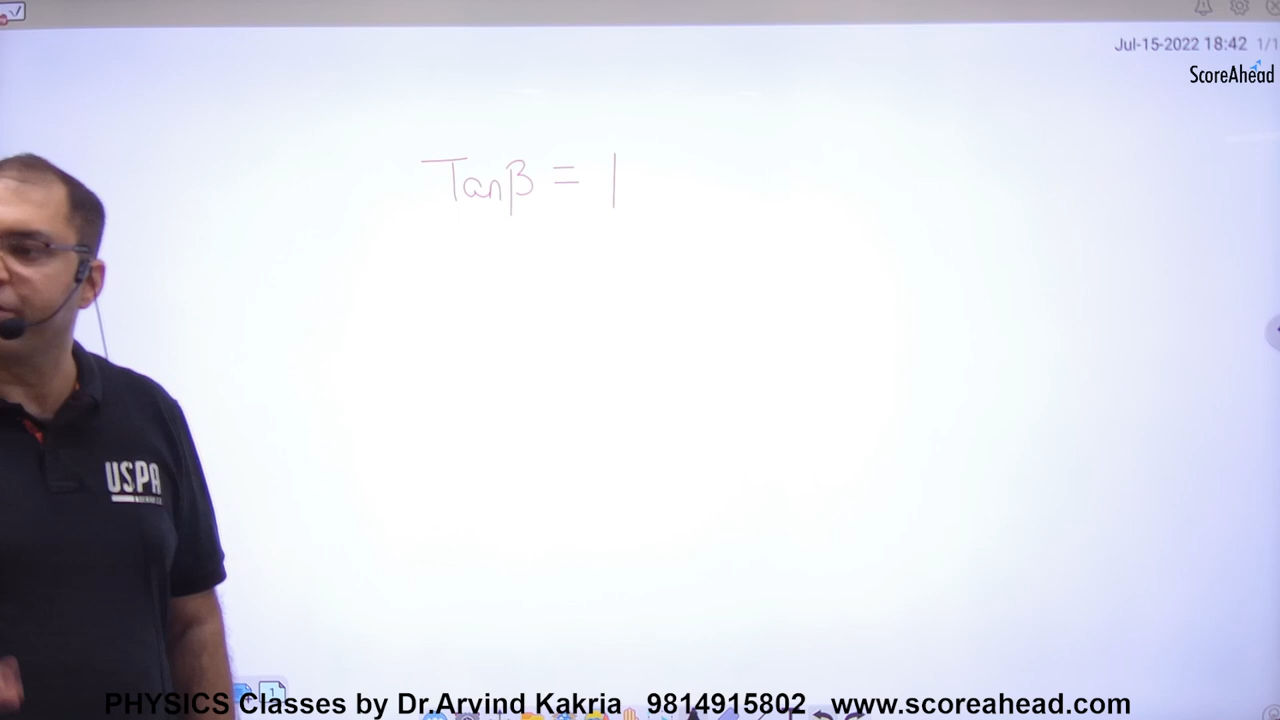 Jul-15-2022 18:42 1/1
ScoreAhead
Tanβ = 1
USPA
1
PHYSICS Classes by Dr.Arvind Kakria 9814915802 www.scoreahead.com